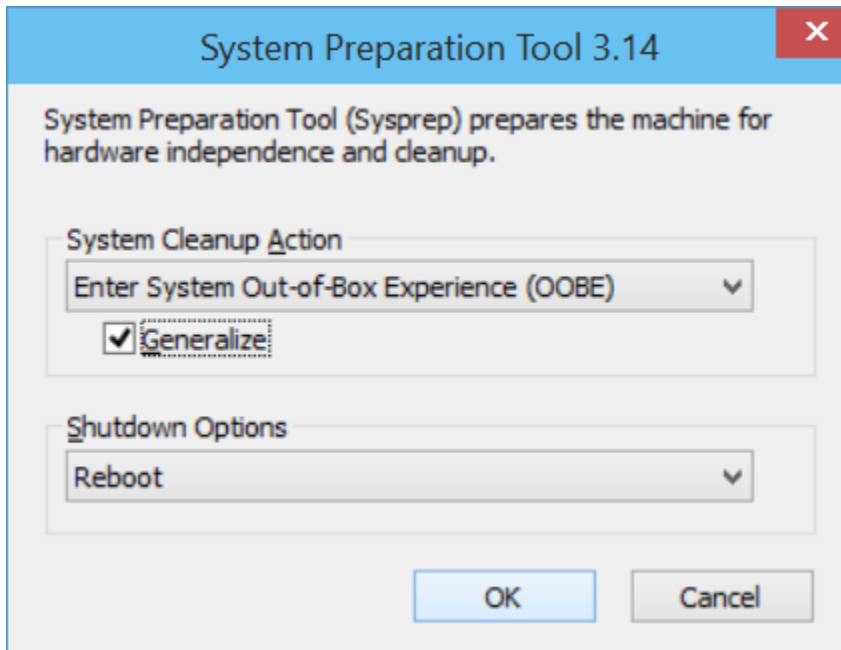 System Preparation Tool 3.14
System Preparation Tool (Sysprep) prepares the machine for
hardware independence and cleanup.
System Cleanup Action
Enter System Out-of-Box Experience (OOBE)
Generalize
Shutdown Options
Reboot
OK Cancel